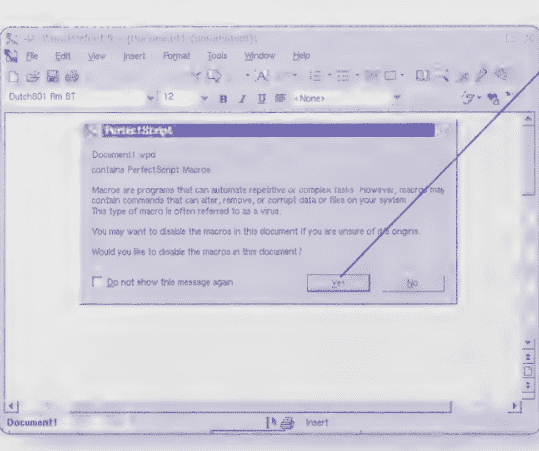 WordPerfect 9 - [Document1 (unmodified)]
File Edit View Insert Format Tools Window Help
Dutch801 Rm BT 12 B I U <None>
PerfectScript
Document1.wpd
contains PerfectScript Macros
Macros are programs that can automate repetitive or complex tasks. However, macros may
contain commands that can alter, remove, or corrupt data or files on your system.
This type of macro is often referred to as a virus.
You may want to disable the macros in this document if you are unsure of its origins.
Would you like to disable the macros in this document?
Do not show this message again
Yes No
Document1 Insert